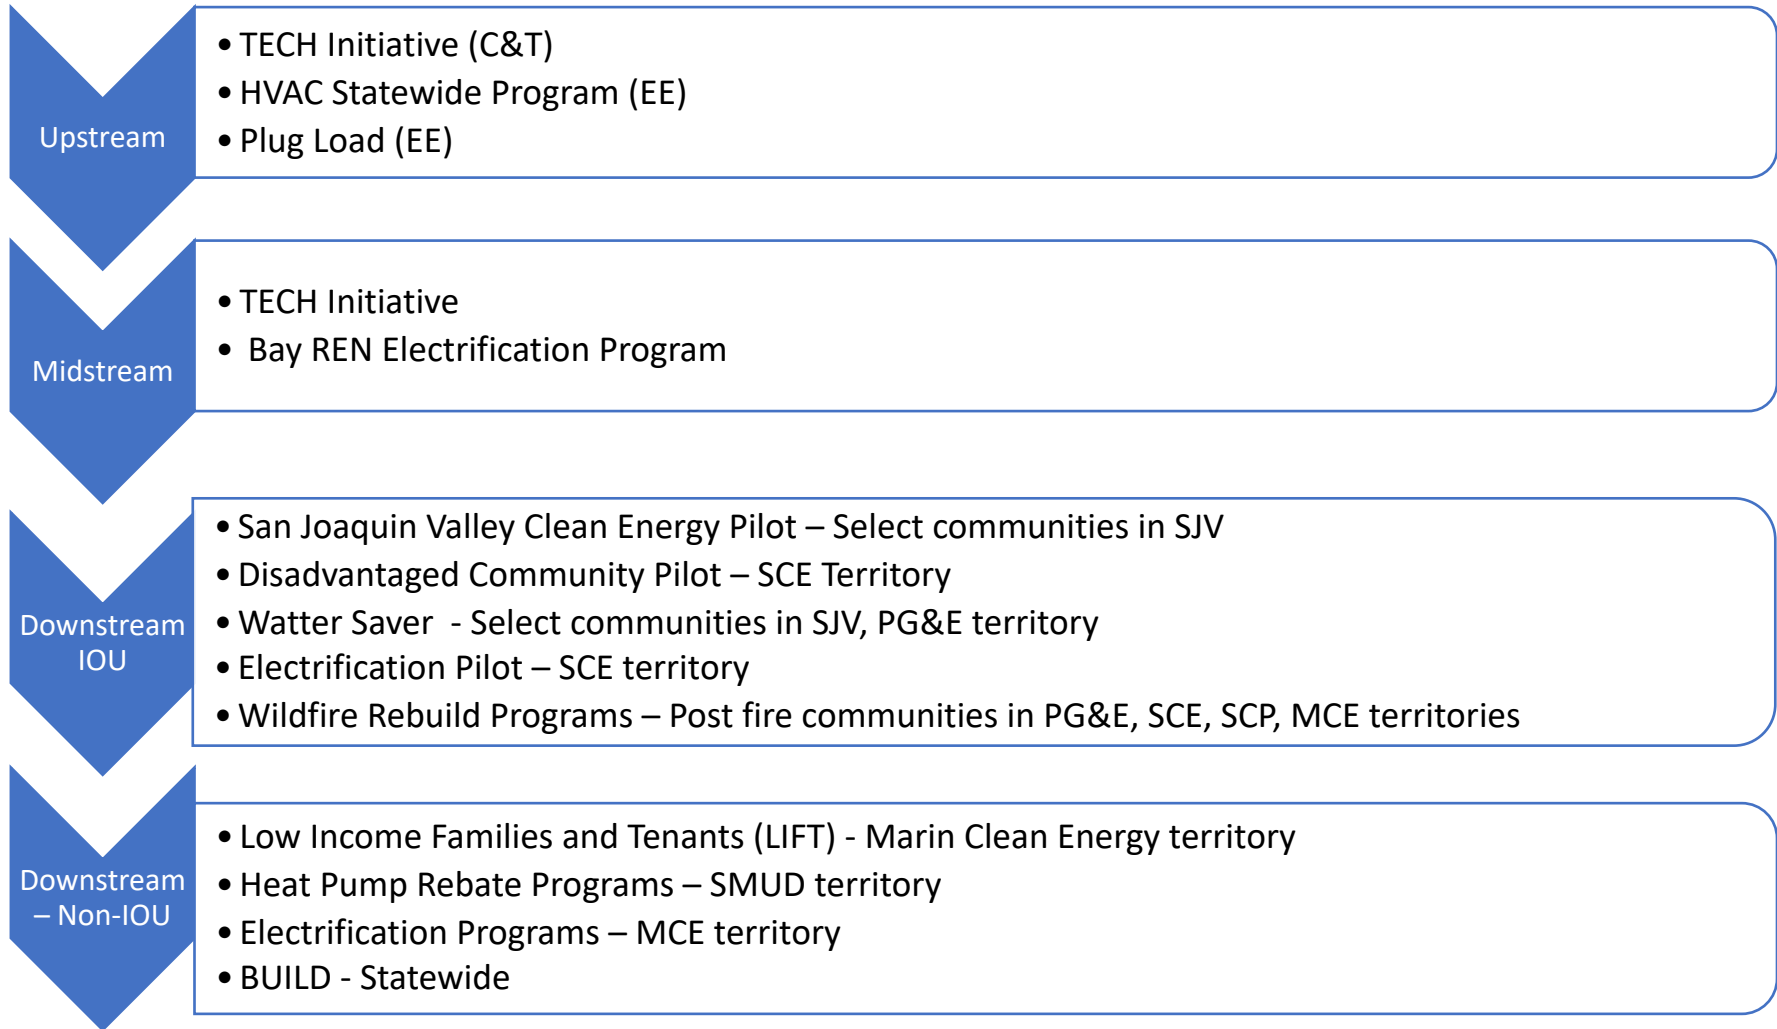 Upstream
• TECH Initiative (C&T)
• HVAC Statewide Program (EE)
• Plug Load (EE)
Midstream
• TECH Initiative
• Bay REN Electrification Program
Downstream
IOU
• San Joaquin Valley Clean Energy Pilot – Select communities in SJV
• Disadvantaged Community Pilot – SCE Territory
• Watter Saver - Select communities in SJV, PG&E territory
• Electrification Pilot – SCE territory
• Wildfire Rebuild Programs – Post fire communities in PG&E, SCE, SCP, MCE territories
Downstream
– Non-IOU
• Low Income Families and Tenants (LIFT) - Marin Clean Energy territory
• Heat Pump Rebate Programs – SMUD territory
• Electrification Programs – MCE territory
• BUILD - Statewide